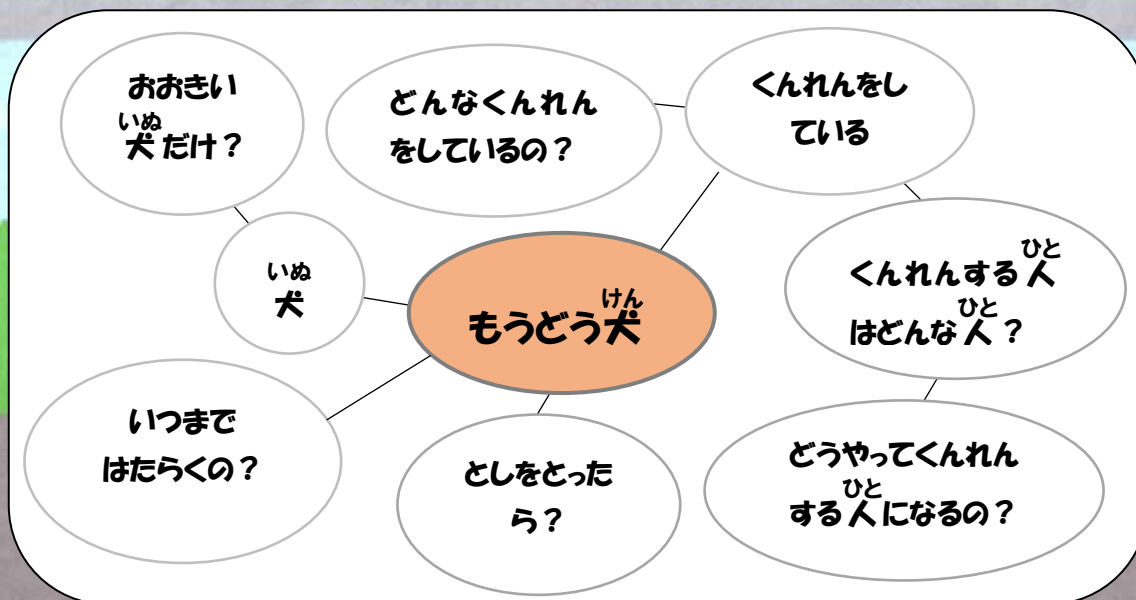 おおきい
犬だけ?
いぬ
どんなくんれん
をしているの?
くんれんをし
ている
いぬ
犬
もうどう犬
けん
くんれんする人
ひと
はどんな人?
ひと
いつまで
はたらくの?
としをとった
ら?
どうやってくんれん
する人になるの?
ひと